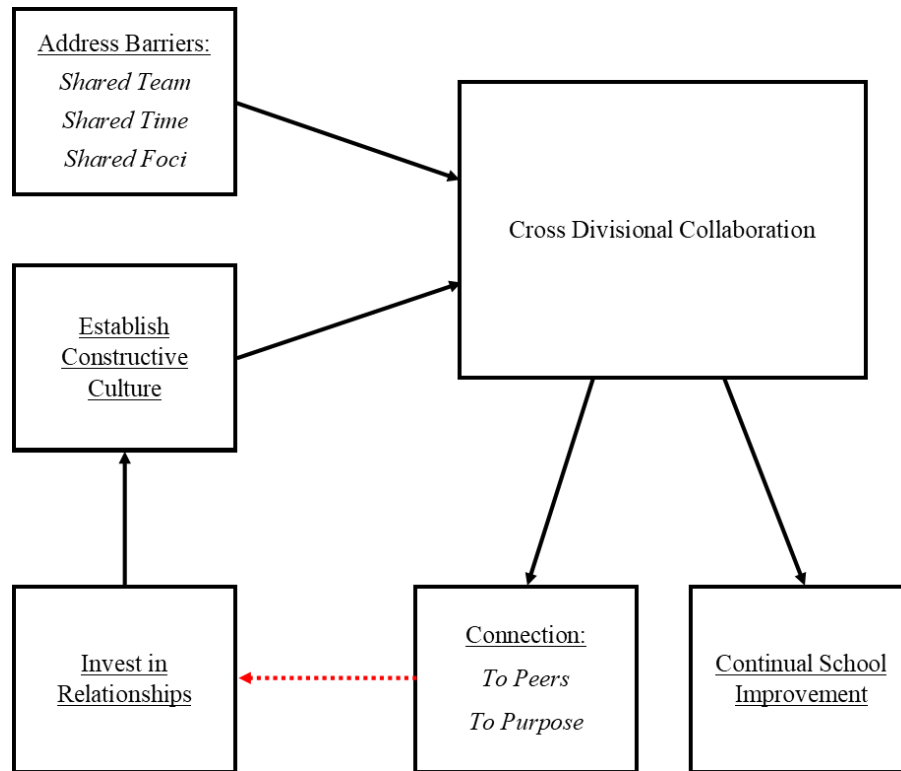 Address Barriers:
Shared Team
Shared Time
Shared Foci
Cross Divisional Collaboration
Establish
Constructive
Culture
Invest in
Relationships
Connection:
To Peers
To Purpose
Continual School
Improvement